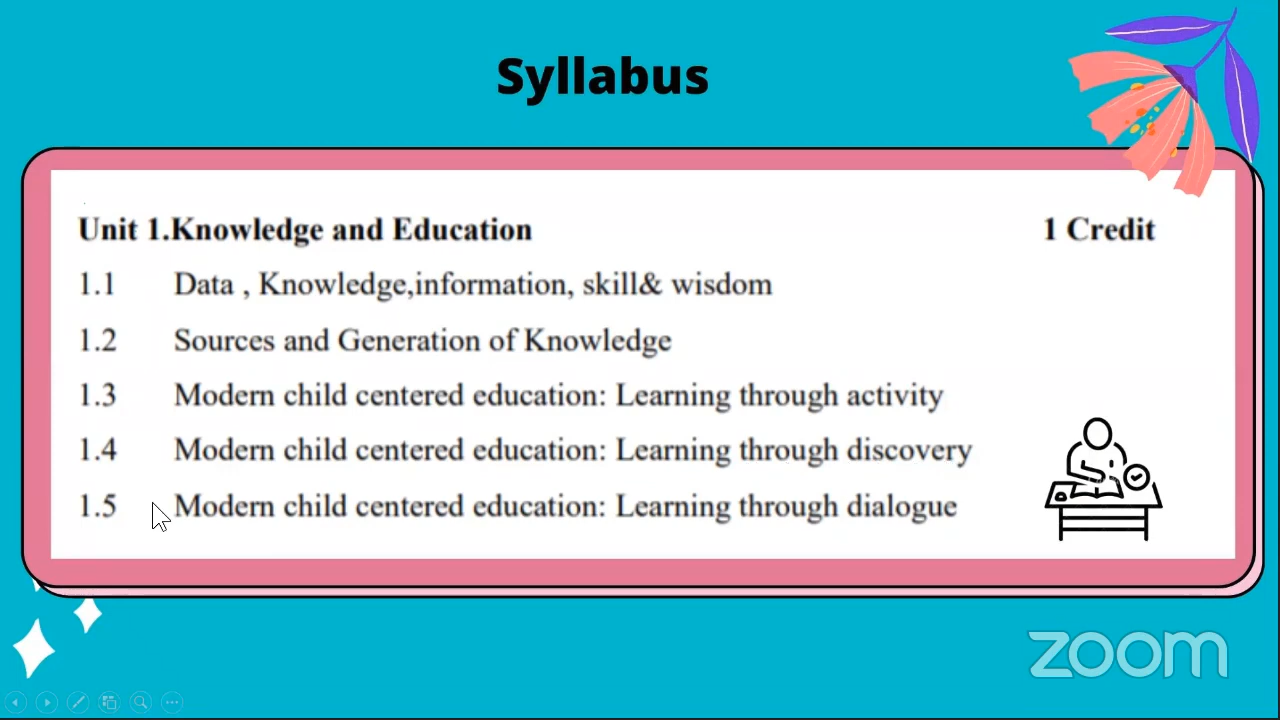 Syllabus
Unit 1.Knowledge and Education 1 Credit
1.1 Data , Knowledge,information, skill& wisdom
1.2 Sources and Generation of Knowledge
1.3 Modern child centered education: Learning through activity
1.4 Modern child centered education: Learning through discovery
1.5 Modern child centered education: Learning through dialogue
zoom